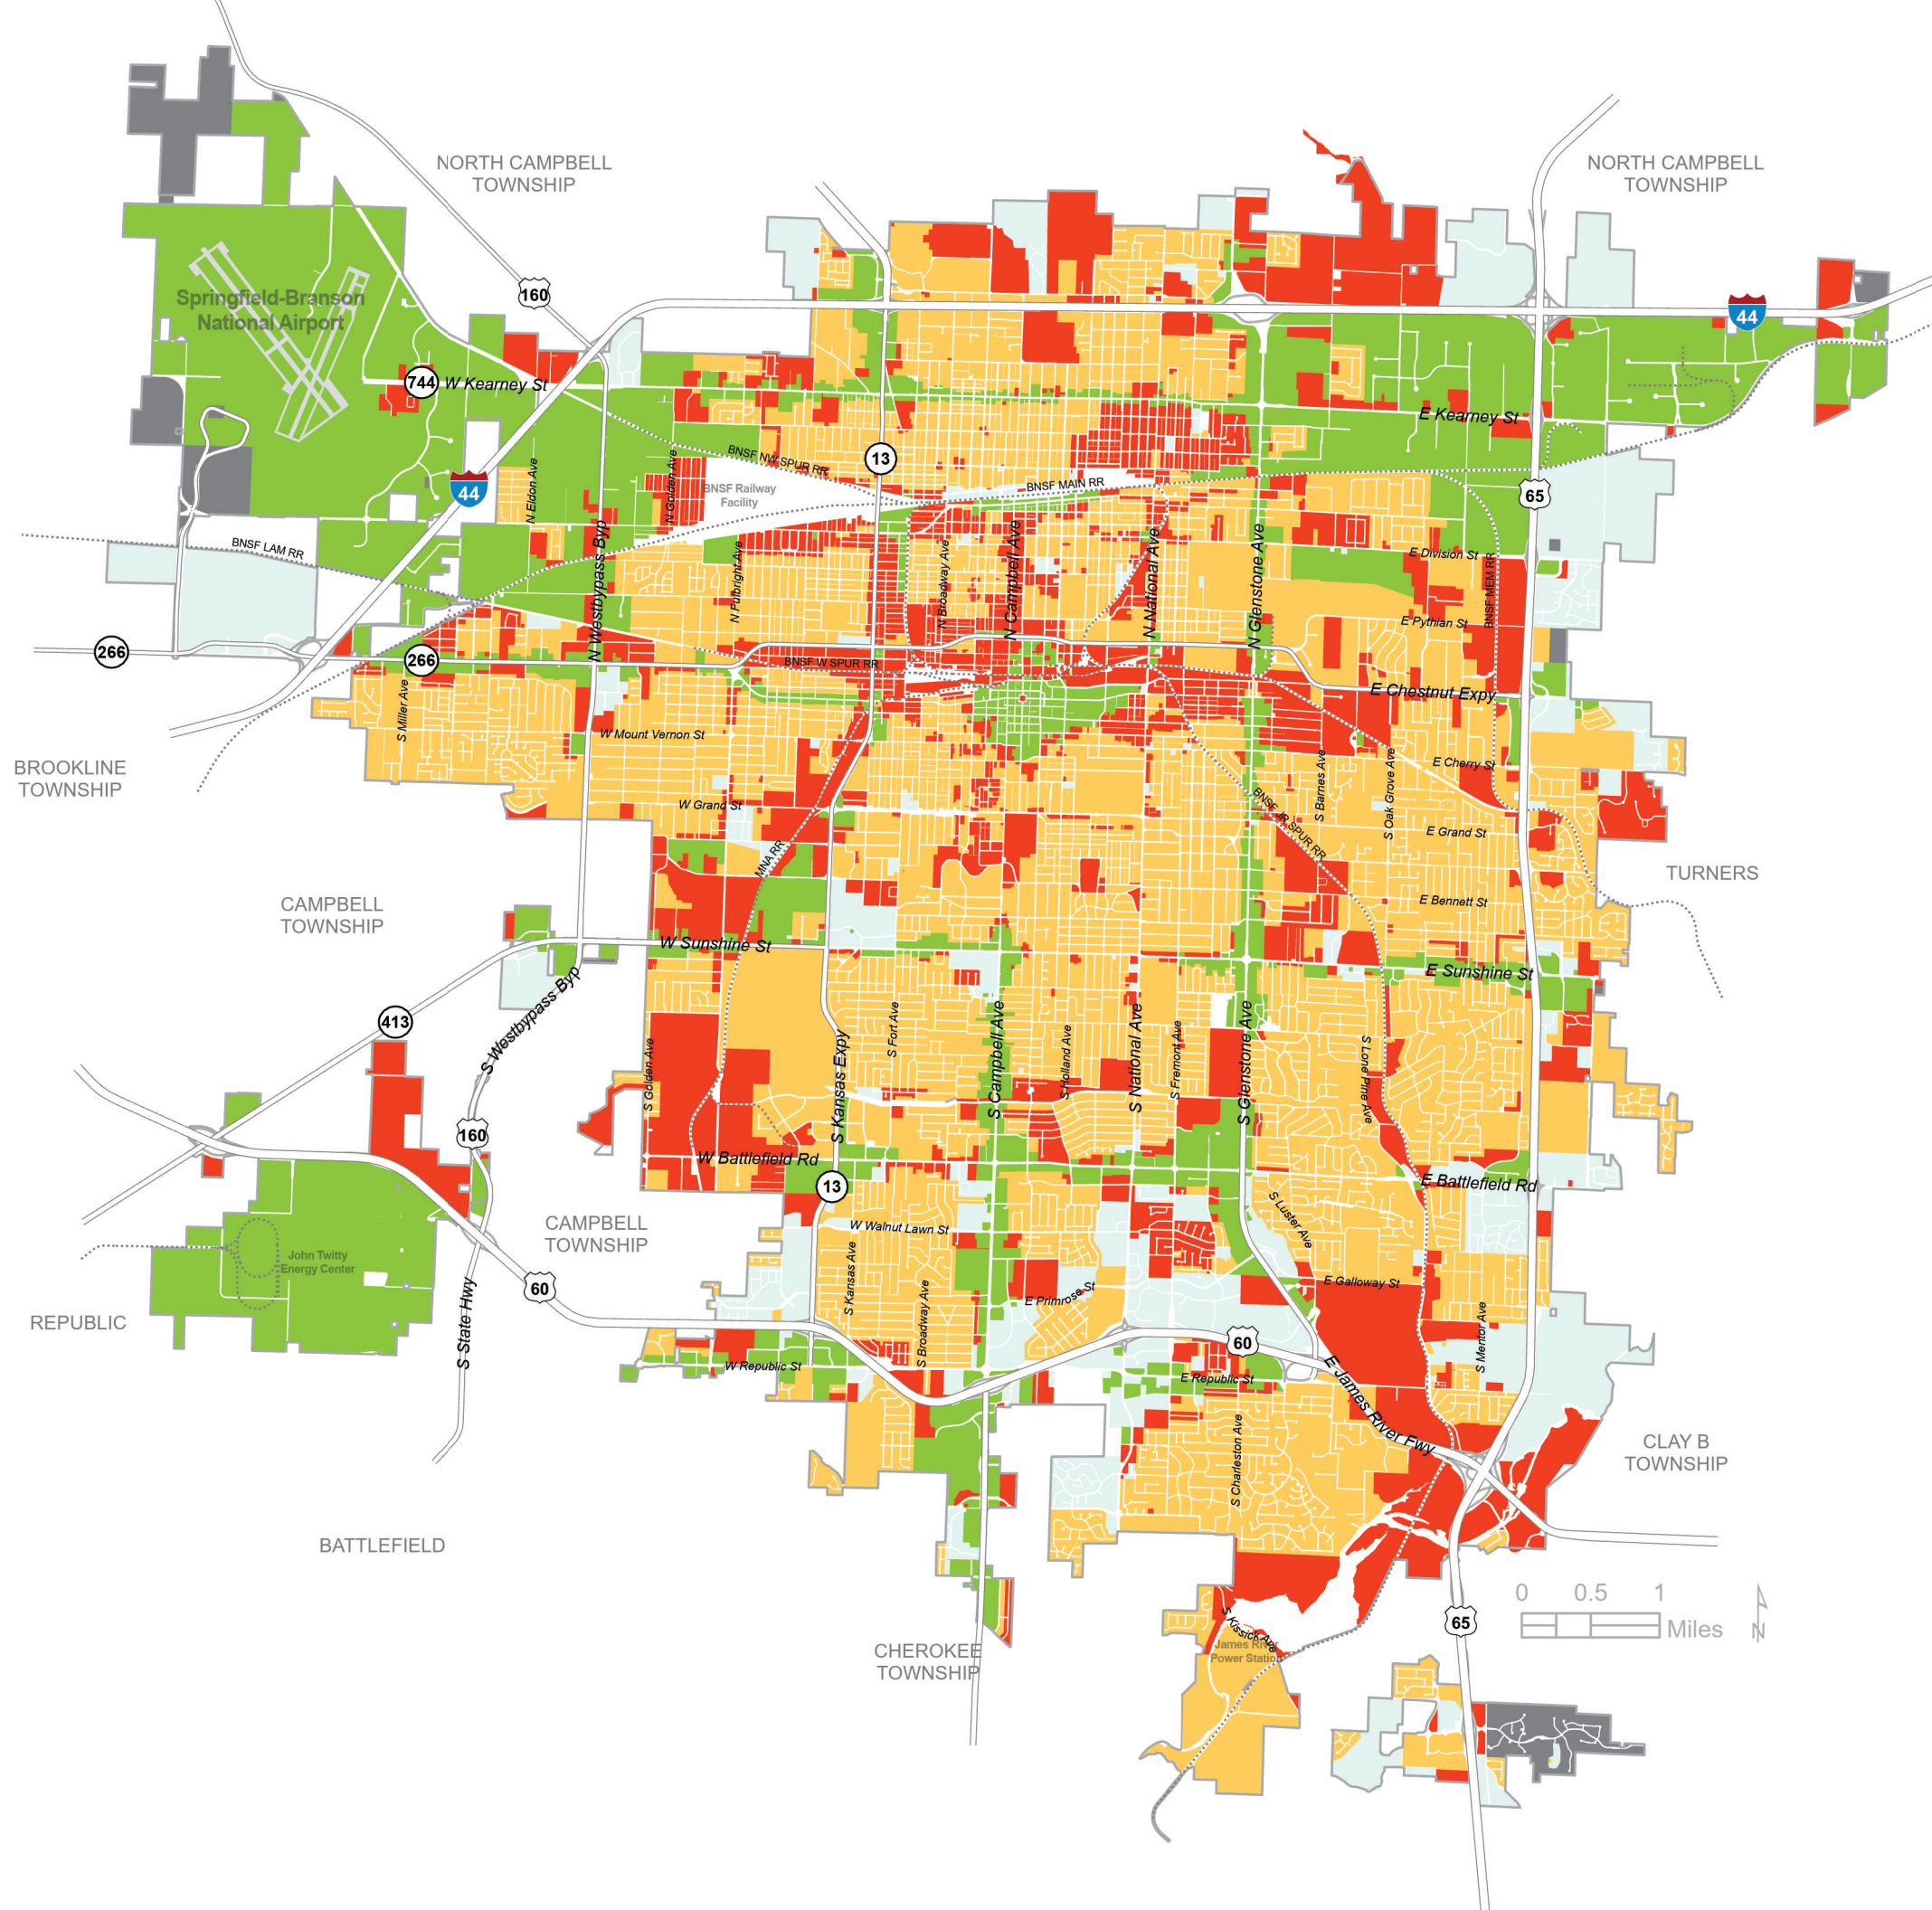 NORTH CAMPBELL
TOWNSHIP
NORTH CAMPBELL
TOWNSHIP
160
Springfield-Branson
National Airport
44
744
W Kearney St
E Kearney St
13
BNSF NW SPUR RR
BNSF Railway
Facility
BNSF MAIN RR
44
65
N Eldon Ave
N Golden Ave
BNSF LAM RR
N Westbypass Byp
N Fulbright Ave
N Broadway Ave
N Campbell Ave
N National Ave
N Glenstone Ave
E Division St
BNSF MEM RR
E Pythian St
266
266
BNSF W SPUR RR
E Chestnut Expy
S Miller Ave
W Mount Vernon St
BROOKLINE
TOWNSHIP
E Cherry St
S Barnes Ave
S Oak Grove Ave
W Grand St
BNSF JR SPUR RR
E Grand St
MNA RR
TURNERS
CAMPBELL
TOWNSHIP
E Bennett St
W Sunshine St
E Sunshine St
S Westbypass Byp
413
S Golden Ave
S Kansas Expy
S Fort Ave
S Campbell Ave
S Holland Ave
S National Ave
S Fremont Ave
S Glenstone Ave
S Lone Pine Ave
160
W Battlefield Rd
E Battlefield Rd
13
CAMPBELL
TOWNSHIP
W Walnut Lawn St
S Luster Ave
John Twitty
Energy Center
S Kansas Ave
E Galloway St
60
E Primrose St
S State Hwy
S Broadway Ave
REPUBLIC
60
S Mentor Ave
W Republic St
E Republic St
E James River Fwy
S Charleston Ave
CLAY B
TOWNSHIP
BATTLEFIELD
0 0.5 1
Miles
N
65
S Kissick Ave
James River
Power Station
CHEROKEE
TOWNSHIP